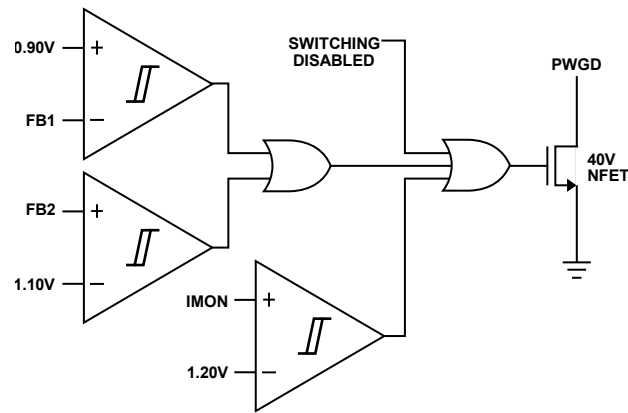 0.90V
+
FB1
−
FB2
+
1.10V
−
SWITCHING
DISABLED
IMON
+
1.20V
−
PWGD
40V
NFET